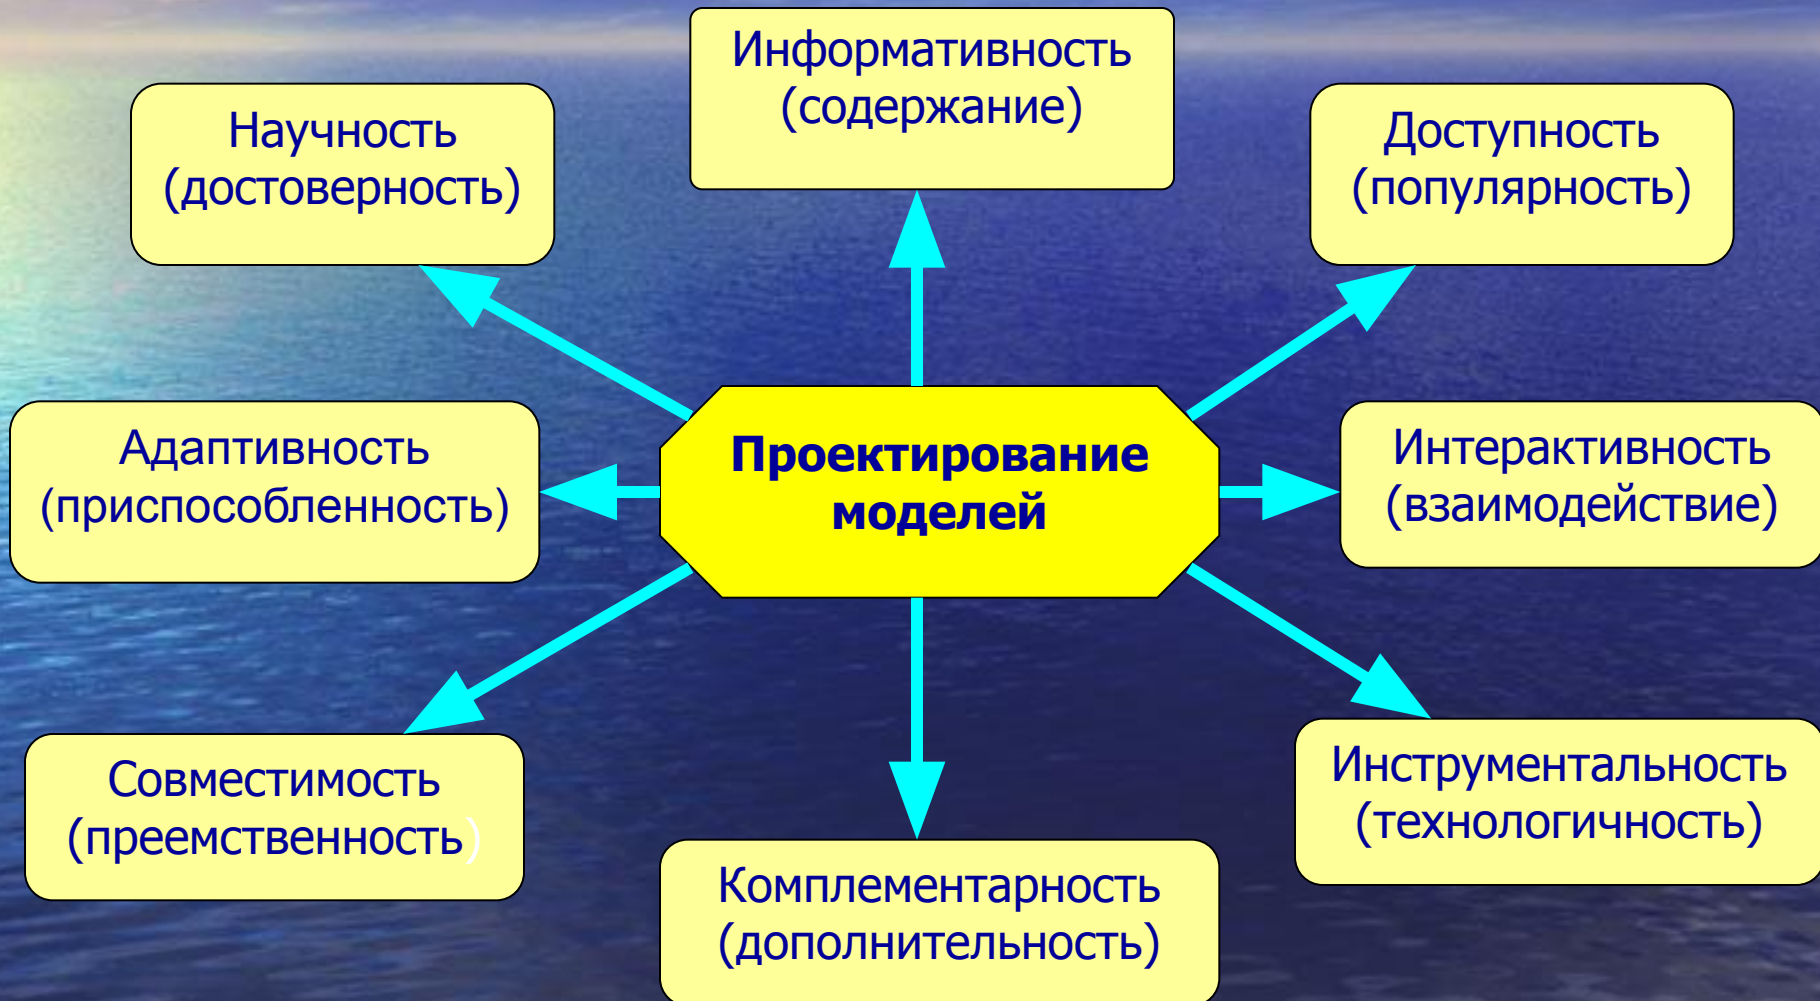 Информативность
(содержание)
Научность
(достоверность)
Доступность
(популярность)
Адаптивность
(приспособленность)
Проектирование
моделей
Интерактивность
(взаимодействие)
Совместимость
(преемственность)
Инструментальность
(технологичность)
Комплементарность
(дополнительность)